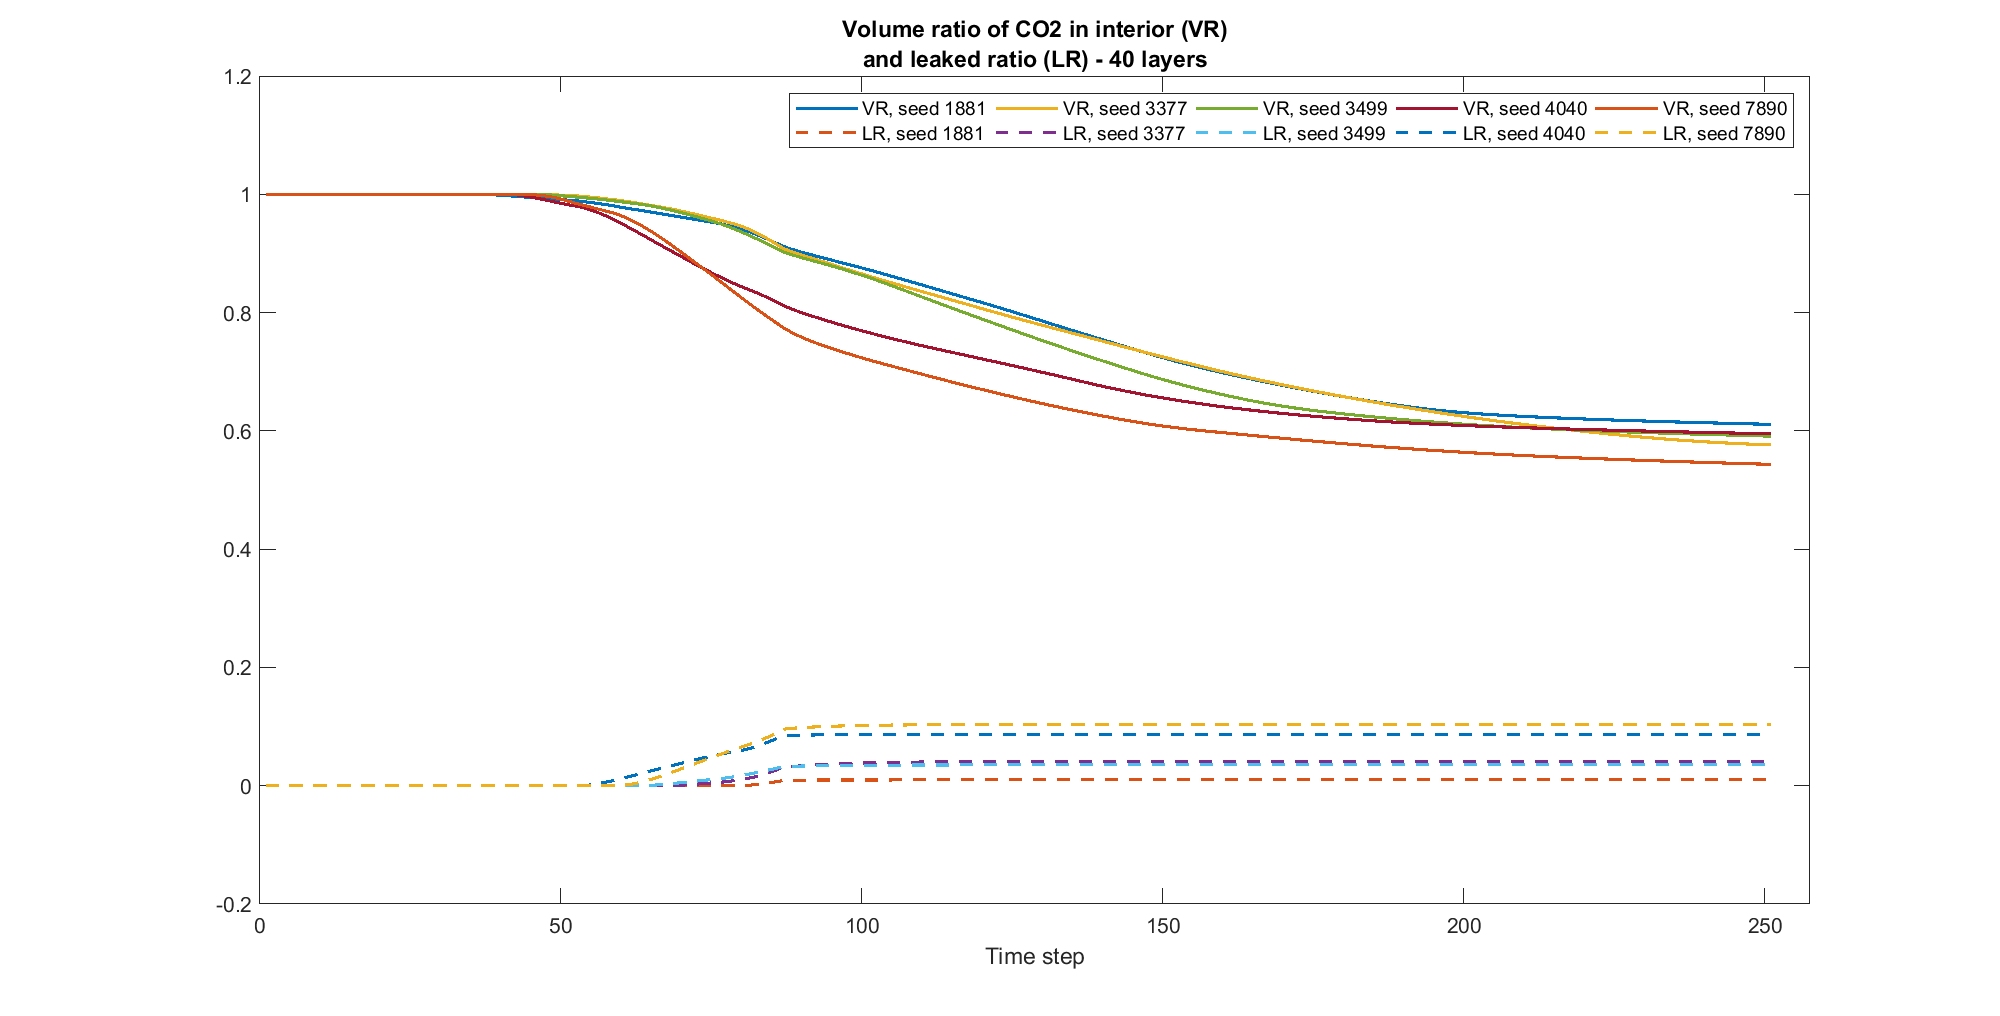 Volume ratio of CO2 in interior (VR)
and leaked ratio (LR) - 40 layers
1.2
VR, seed 1881 VR, seed 3377 VR, seed 3499 VR, seed 4040 VR, seed 7890
LR, seed 1881 LR, seed 3377 LR, seed 3499 LR, seed 4040 LR, seed 7890
1
0.8
0.6
0.4
0.2
0
-0.2
0 50 100 150 200 250
Time step